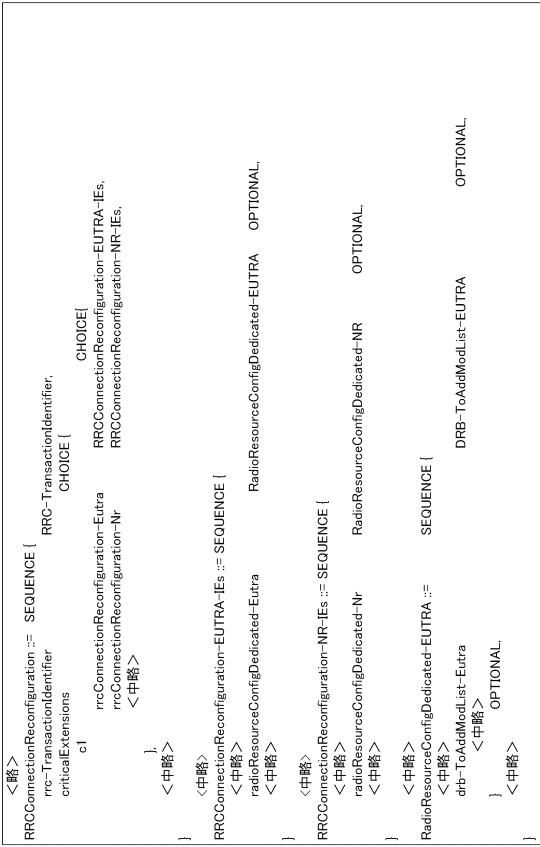 ＜略＞
RRCConnectionReconfiguration ::= SEQUENCE {
rrc-TransactionIdentifier RRC-TransactionIdentifier,
criticalExtensions CHOICE {
c1 CHOICE{
rrcConnectionReconfiguration-Eutra RRCConnectionReconfiguration-EUTRA-IEs,
rrcConnectionReconfiguration-Nr RRCConnectionReconfiguration-NR-IEs,
＜中略＞
},
＜中略＞
}
＜中略＞
RRCConnectionReconfiguration-EUTRA-IEs ::= SEQUENCE {
＜中略＞
radioResourceConfigDedicated-Eutra RadioResourceConfigDedicated-EUTRA OPTIONAL,
＜中略＞
}
＜中略＞
RRCConnectionReconfiguration-NR-IEs ::= SEQUENCE {
＜中略＞
radioResourceConfigDedicated-Nr RadioResourceConfigDedicated-NR OPTIONAL,
＜中略＞
}
＜中略＞
RadioResourceConfigDedicated-EUTRA ::= SEQUENCE {
＜中略＞
drb-ToAddModList-Eutra DRB-ToAddModList-EUTRA OPTIONAL,
＜中略＞
} OPTIONAL,
＜中略＞
}